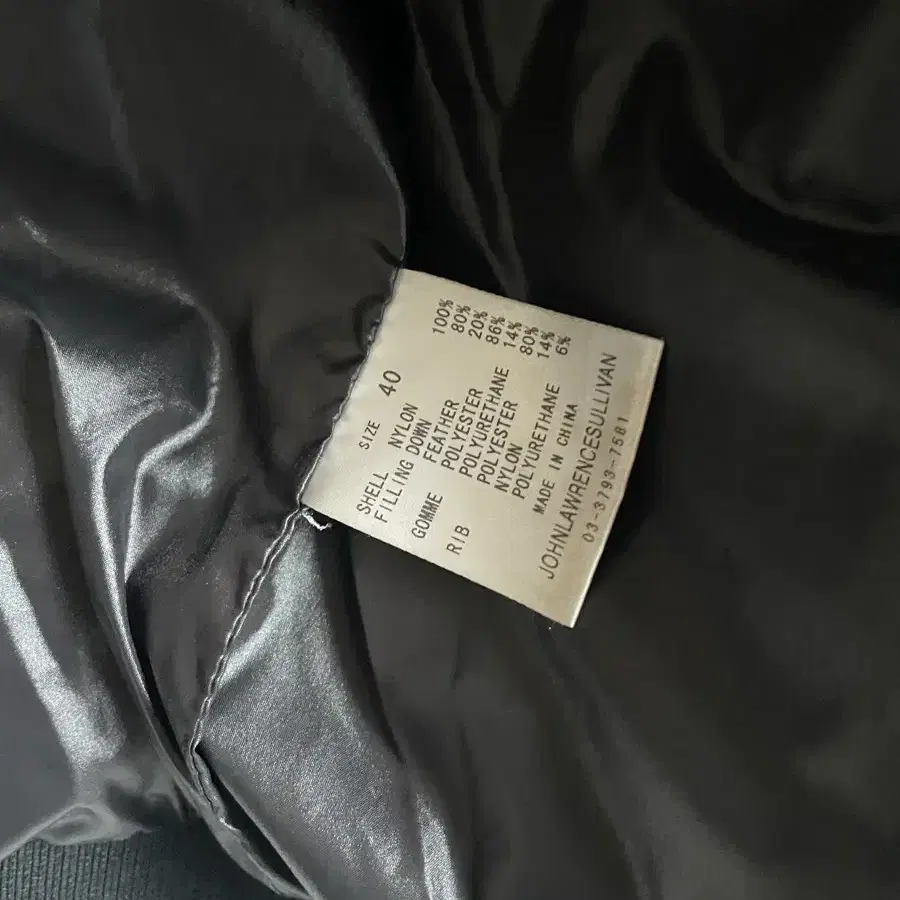 SIZE 40
SHELL NYLON 100%
FILLING DOWN 80%
FEATHER 20%
GOMME POLYESTER 86%
POLYURETHANE 14%
RIB POLYESTER 80%
NYLON 14%
POLYURETHANE 6%
MADE IN CHINA
JOHNLAWRENCESULLIVAN
03-3793-7581